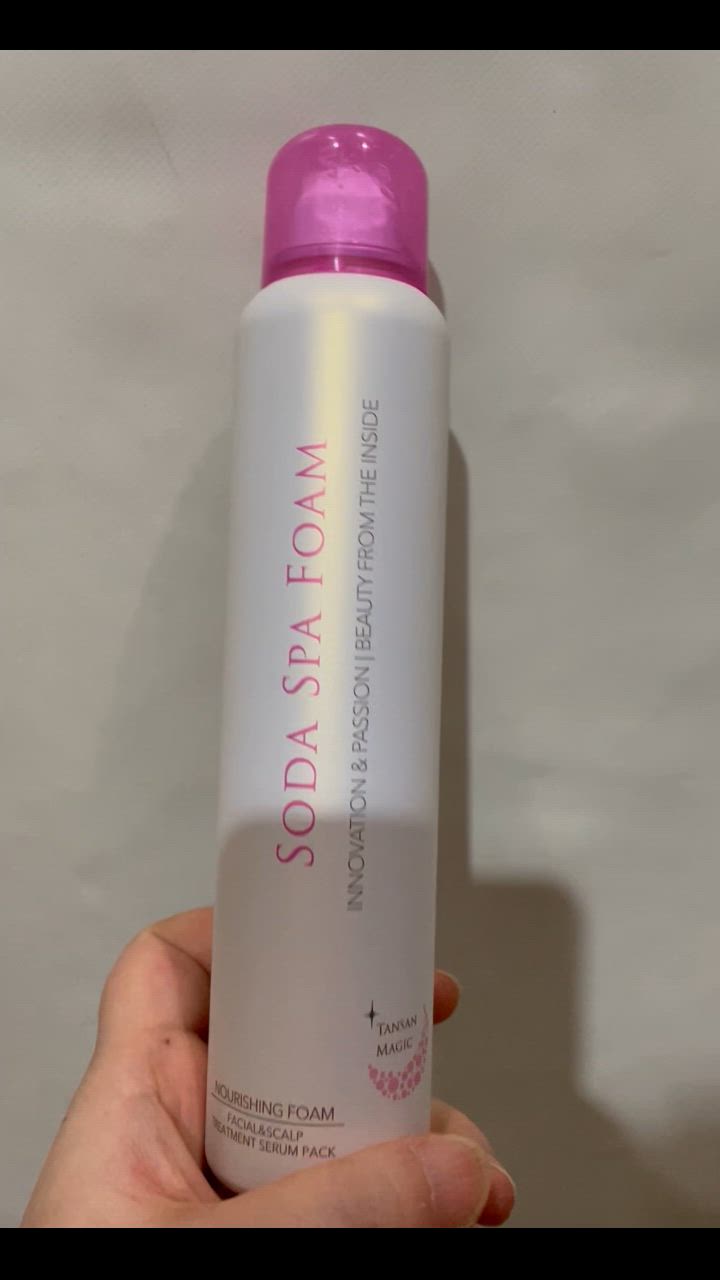 SODA SPA FOAM
INNOVATION & PASSION | BEAUTY FROM THE INSIDE
TANSAN
MAGIC
NOURISHING FOAM
FACIAL&SCALP
TREATMENT SERUM PACK